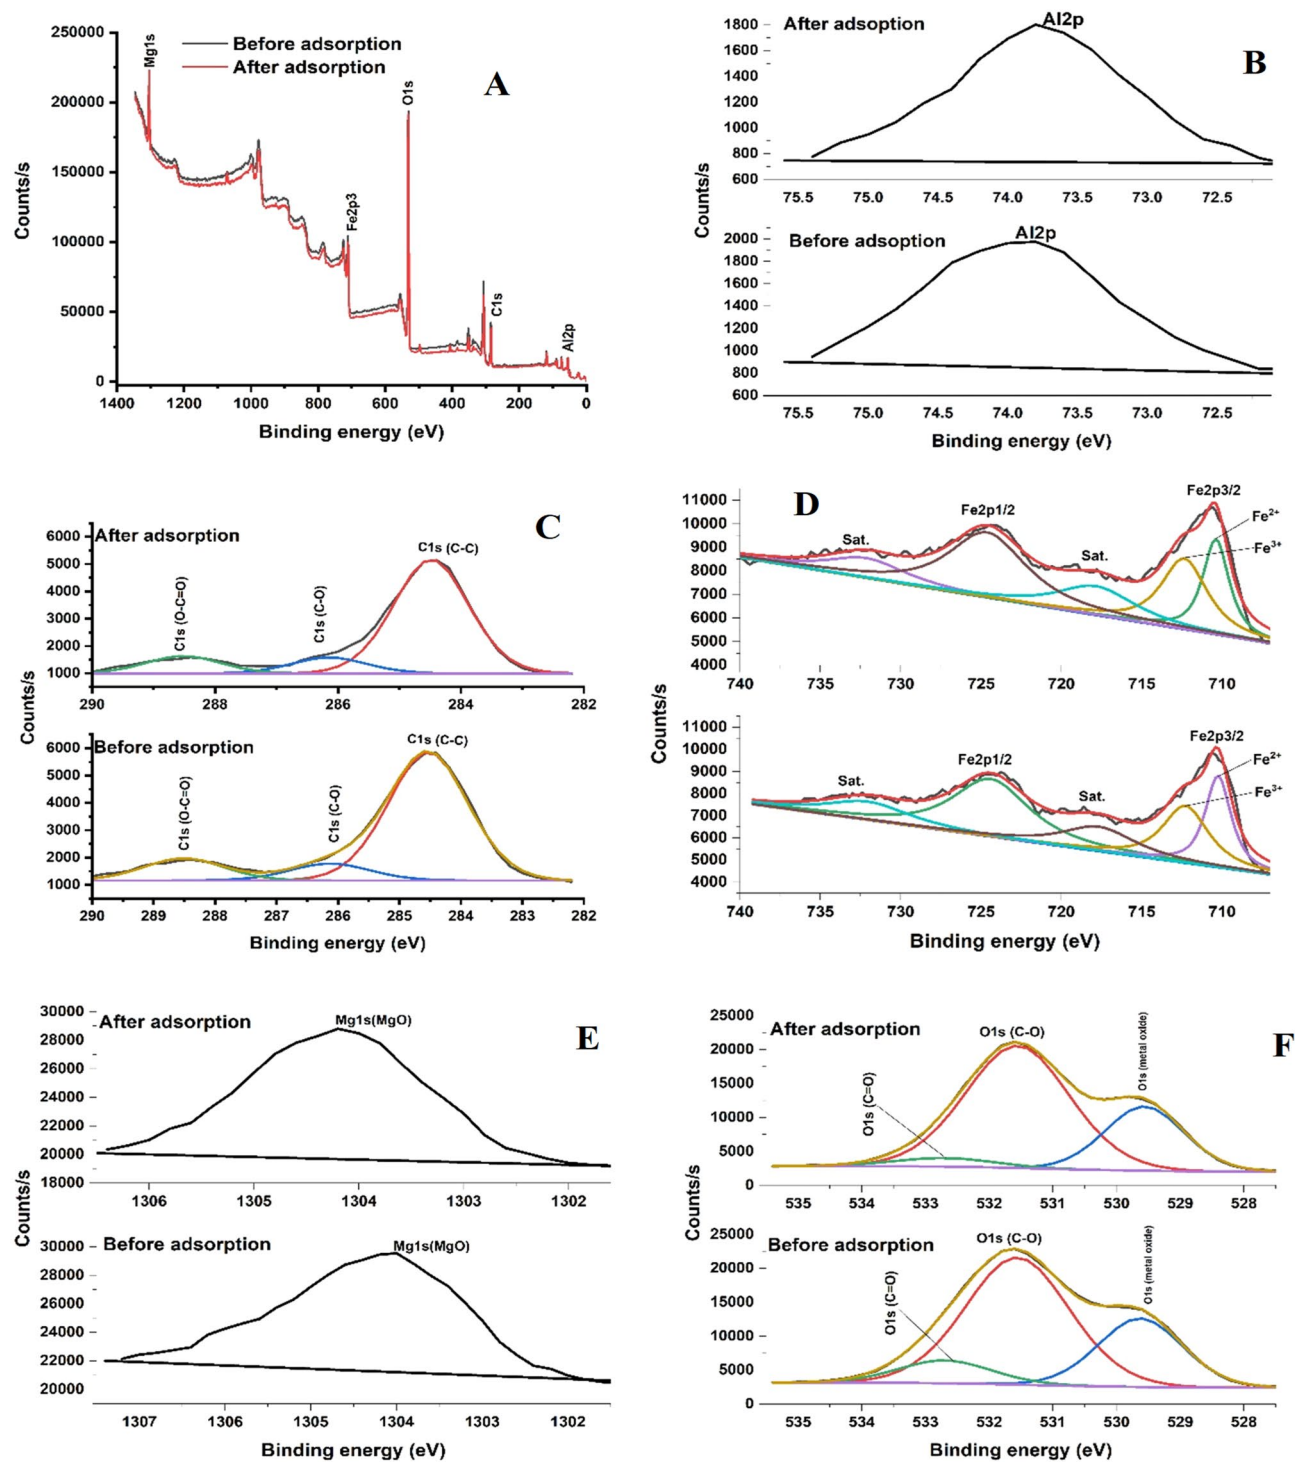 Before adsorption
After adsorption
A
Mg1s
O1s
Fe2p3
C1s
Al2p
250000
200000
150000
100000
50000
0
1400 1200 1000 800 600 400 200 0
Counts/s
Binding energy (eV)
After adsoption
Al2p
B
1800
1600
1400
1200
1000
800
600
75.5 75.0 74.5 74.0 73.5 73.0 72.5
Before adsoption
Al2p
2000
1800
1600
1400
1200
1000
800
600
75.5 75.0 74.5 74.0 73.5 73.0 72.5
Counts/s
Binding energy (eV)
After adsorption
C1s (C-C)
C
C1s (O-C=O)
C1s (C-O)
6000
5000
4000
3000
2000
1000
290 288 286 284 282
Before adsorption
C1s (C-C)
C1s (O-C=O)
C1s (C-O)
6000
5000
4000
3000
2000
1000
290 289 288 287 286 285 284 283 282
Counts/s
Binding energy (eV)
D
Fe2p3/2
Fe2p1/2
Fe2+
Fe3+
Sat.
Sat.
11000
10000
9000
8000
7000
6000
5000
4000
740 735 730 725 720 715 710
Fe2p3/2
Fe2p1/2
Fe2+
Fe3+
Sat.
Sat.
11000
10000
9000
8000
7000
6000
5000
4000
740 735 730 725 720 715 710
Counts/s
Binding energy (eV)
After adsorption
Mg1s(MgO)
E
30000
28000
26000
24000
22000
20000
18000
1306 1305 1304 1303 1302
Before adsorption
Mg1s(MgO)
30000
28000
26000
24000
22000
20000
1307 1306 1305 1304 1303 1302
Counts/s
Binding energy (eV)
After adsorption
O1s (C-O)
O1s (C=O)
O1s (metal oxide)
F
25000
20000
15000
10000
5000
0
535 534 533 532 531 530 529 528
Before adsorption
O1s (C-O)
O1s (C=O)
O1s (metal oxide)
25000
20000
15000
10000
5000
0
535 534 533 532 531 530 529 528
Counts/s
Binding energy (eV)